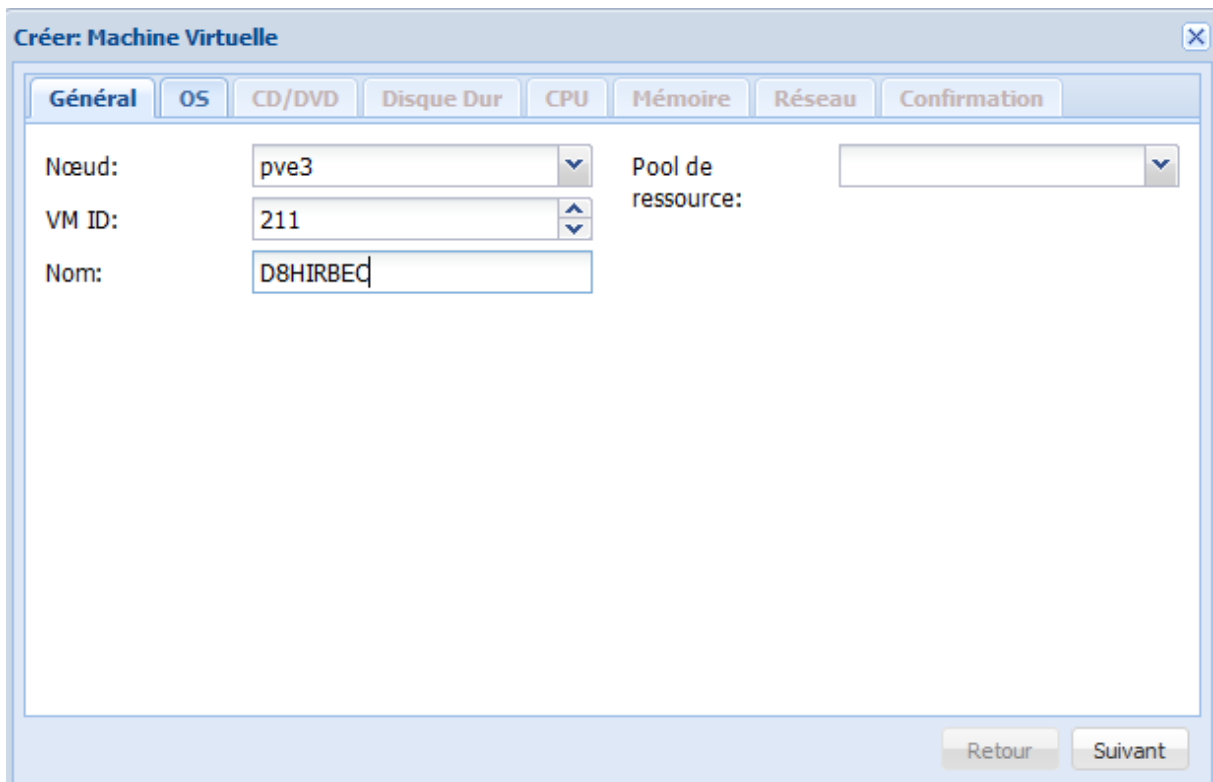 Créer: Machine Virtuelle
Général OS CD/DVD Disque Dur CPU Mémoire Réseau Confirmation
Nœud: pve3
Pool de ressource:
VM ID: 211
Nom: D8HIRBEC
Retour Suivant